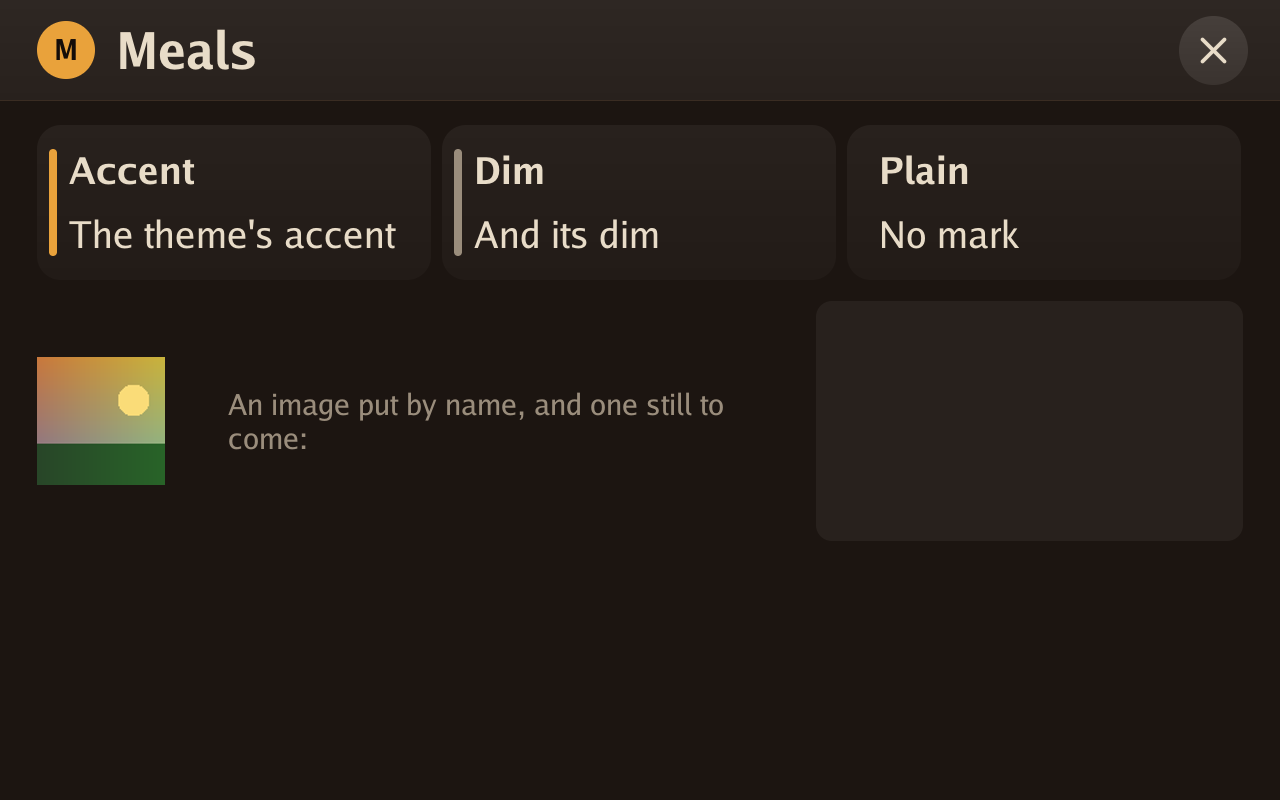 M Meals
Accent
The theme's accent
Dim
And its dim
Plain
No mark
An image put by name, and one still to
come: